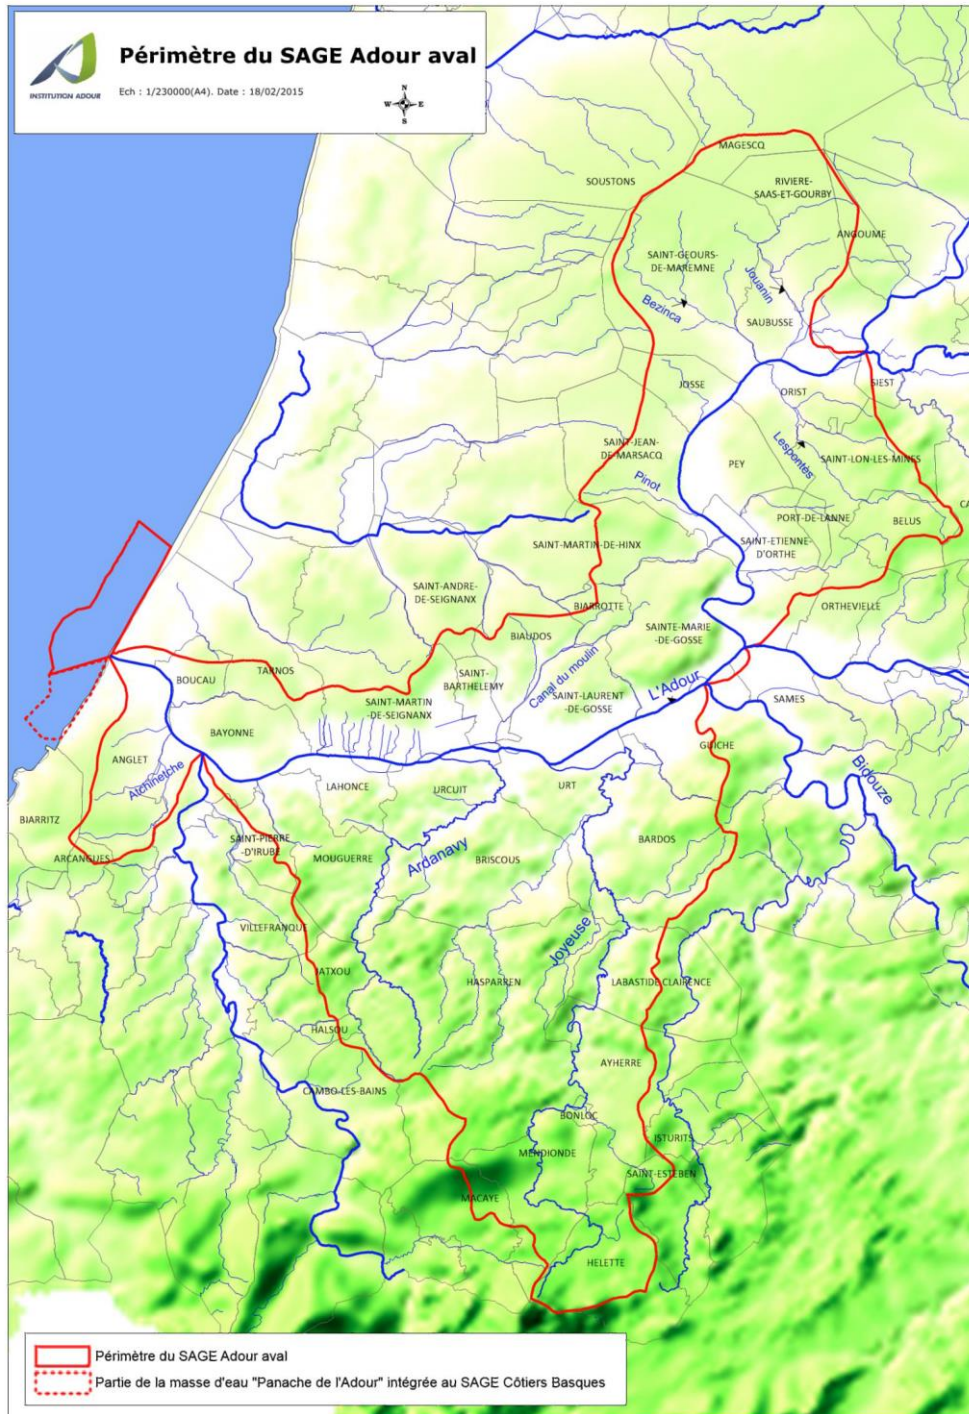 Périmètre du SAGE Adour aval
INSTITUTION ADOUR
Ech : 1/230000(A4). Date : 18/02/2015
N
W E
S
MAGESCQ
SOUSTONS
RIVIERE-
SAAS-ET-GOURBY
ANGOUME
SAINT-GEOURS-
DE-MAREMNE
Jouanin
Bezinca
SAUBUSSE
JOSSE
ORIST
SIEST
SAINT-JEAN-
DE-MARSACQ
Lespontès
PEY
SAINT-LON-LES-MINES
Pinot
CA
PORT-DE-LANNE
BELUS
SAINT-ETIENNE-
D'ORTHE
SAINT-MARTIN-DE-HINX
SAINT-ANDRE-
DE-SEIGNANX
BIARROTTE
ORTHEVIELLE
BIAUDOS
SAINTE-MARIE
-DE-GOSSE
Canal du moulin
TARNOS
BOUCAU
SAINT-
BARTHELEMY
L'Adour
SAINT-MARTIN
-DE-SEIGNANX
SAINT-LAURENT
-DE-GOSSE
SAMES
BAYONNE
GUICHE
ANGLET
Atchinetche
LAHONCE
URCUIT
URT
Bidouze
BIARRITZ
SAINT-PIERRE
-D'IRUBE
BARDOS
ARCANGUES
MOUGUERRE
Ardanavy
BRISCOUS
VILLEFRANQUE
Joyeuse
JATXOU
HASPARREN
LABASTIDE-CLAIRENCE
HALSOU
AYHERRE
CAMBO-LES-BAINS
BONLOC
ISTURITS
MENDIONDE
SAINT-ESTEBEN
MACAYE
HELETTE
Périmètre du SAGE Adour aval
Partie de la masse d'eau "Panache de l'Adour" intégrée au SAGE Côtiers Basques